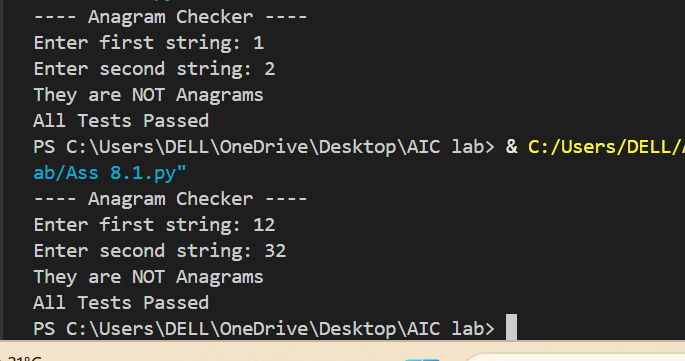 ---- Anagram Checker ----
Enter first string: 1
Enter second string: 2
They are NOT Anagrams
All Tests Passed
PS C:\Users\DELL\OneDrive\Desktop\AIC lab> & C:/Users/DELL/
ab/Ass 8.1.py"
---- Anagram Checker ----
Enter first string: 12
Enter second string: 32
They are NOT Anagrams
All Tests Passed
PS C:\Users\DELL\OneDrive\Desktop\AIC lab>